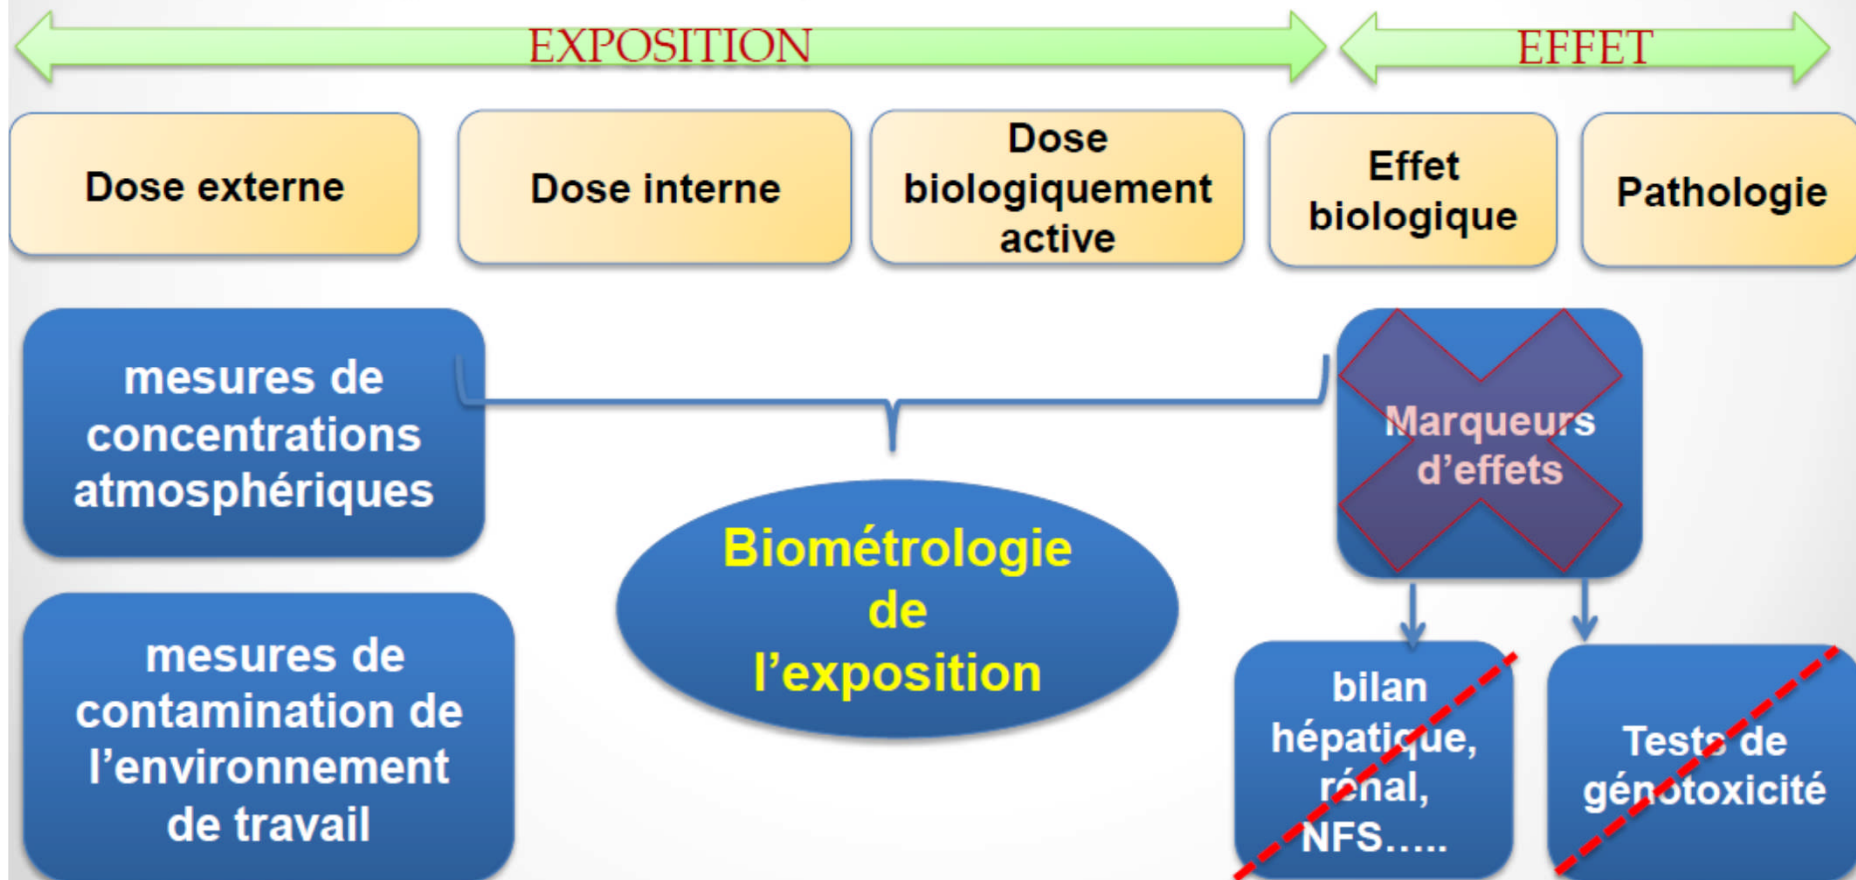 EXPOSITION
EFFET
Dose externe
Dose interne
Dose
biologiquement
active
Effet
biologique
Pathologie
mesures de
concentrations
atmosphériques
mesures de
contamination de
l'environnement
de travail
Biométrologie
de
l'exposition
Marqueurs
d'effets
bilan
hépatique,
rénal,
NFS…..
Tests de
génotoxicité